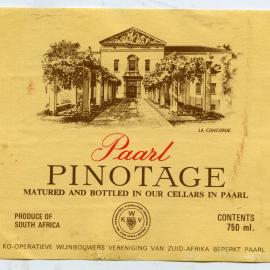 LA CONCORDE
Paarl
PINOTAGE
MATURED AND BOTTLED IN OUR CELLARS IN PAARL
PRODUCE OF
SOUTH AFRICA
KWV
CONTENTS
750 ml.
KO-OPERATIEVE WIJNBOUWERS VERENIGING VAN ZUID-AFRIKA BEPERKT PAARL